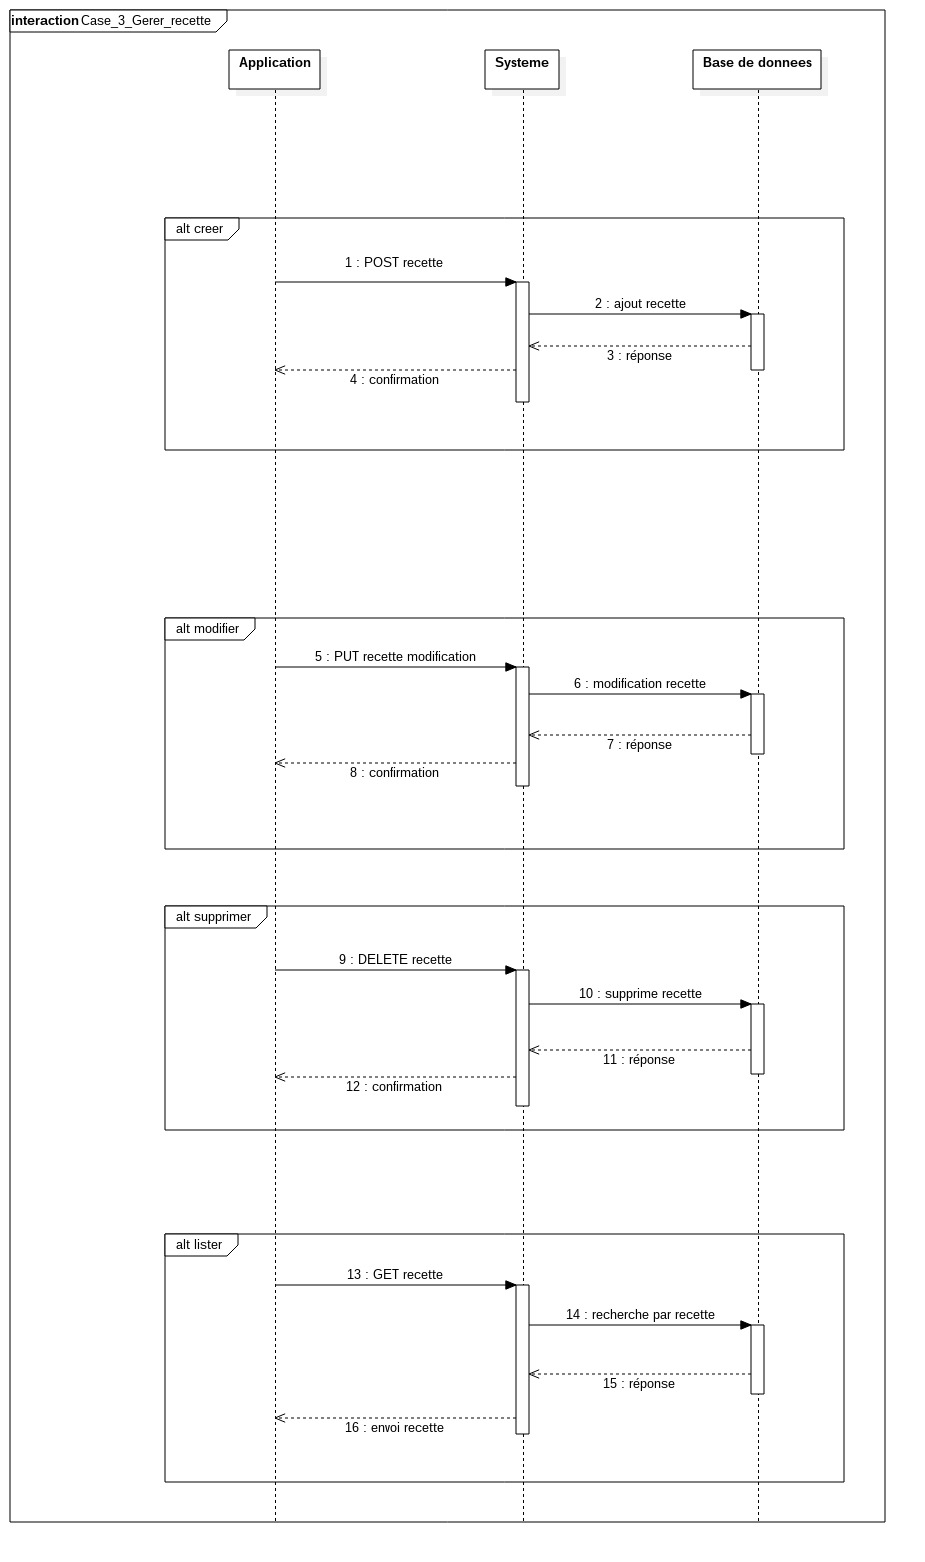 interaction Case_3_Gerer_recette
Application
Systeme
Base de donnees
alt creer
1 : POST recette
2 : ajout recette
3 : réponse
4 : confirmation
alt modifier
5 : PUT recette modification
6 : modification recette
7 : réponse
8 : confirmation
alt supprimer
9 : DELETE recette
10 : supprime recette
11 : réponse
12 : confirmation
alt lister
13 : GET recette
14 : recherche par recette
15 : réponse
16 : envoi recette